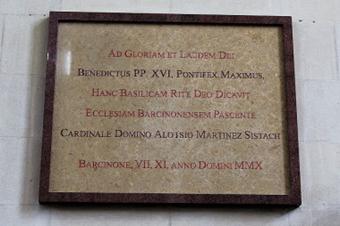 Ad Gloriam et Laudem Dei
Benedictus PP. XVI, Pontifex Maximus,
Hanc Basilicam Rite Deo Dicavit
Ecclesiam Barcinonensem Pascente
Cardinale Domino Aloisio Martinez Sistach
Barcinone, VII, XI, anno Domini MMX